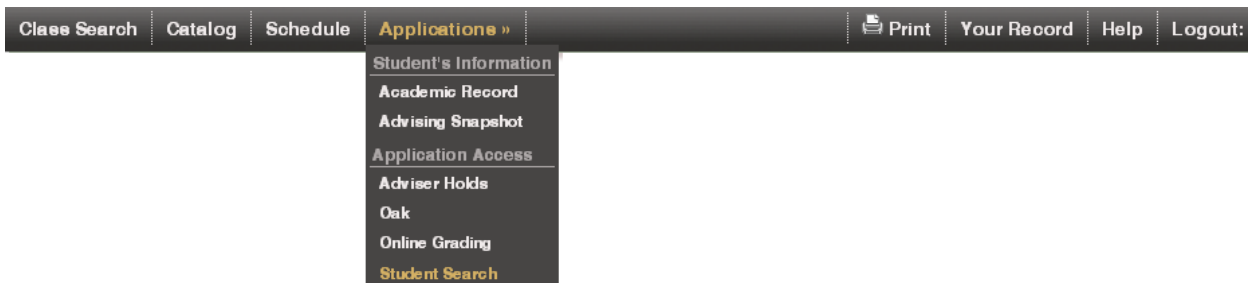 Class Search Catalog Schedule Applications » Print Your Record Help Logout:
Student's Information
Academic Record
Advising Snapshot
Application Access
Adviser Holds
Oak
Online Grading
Student Search